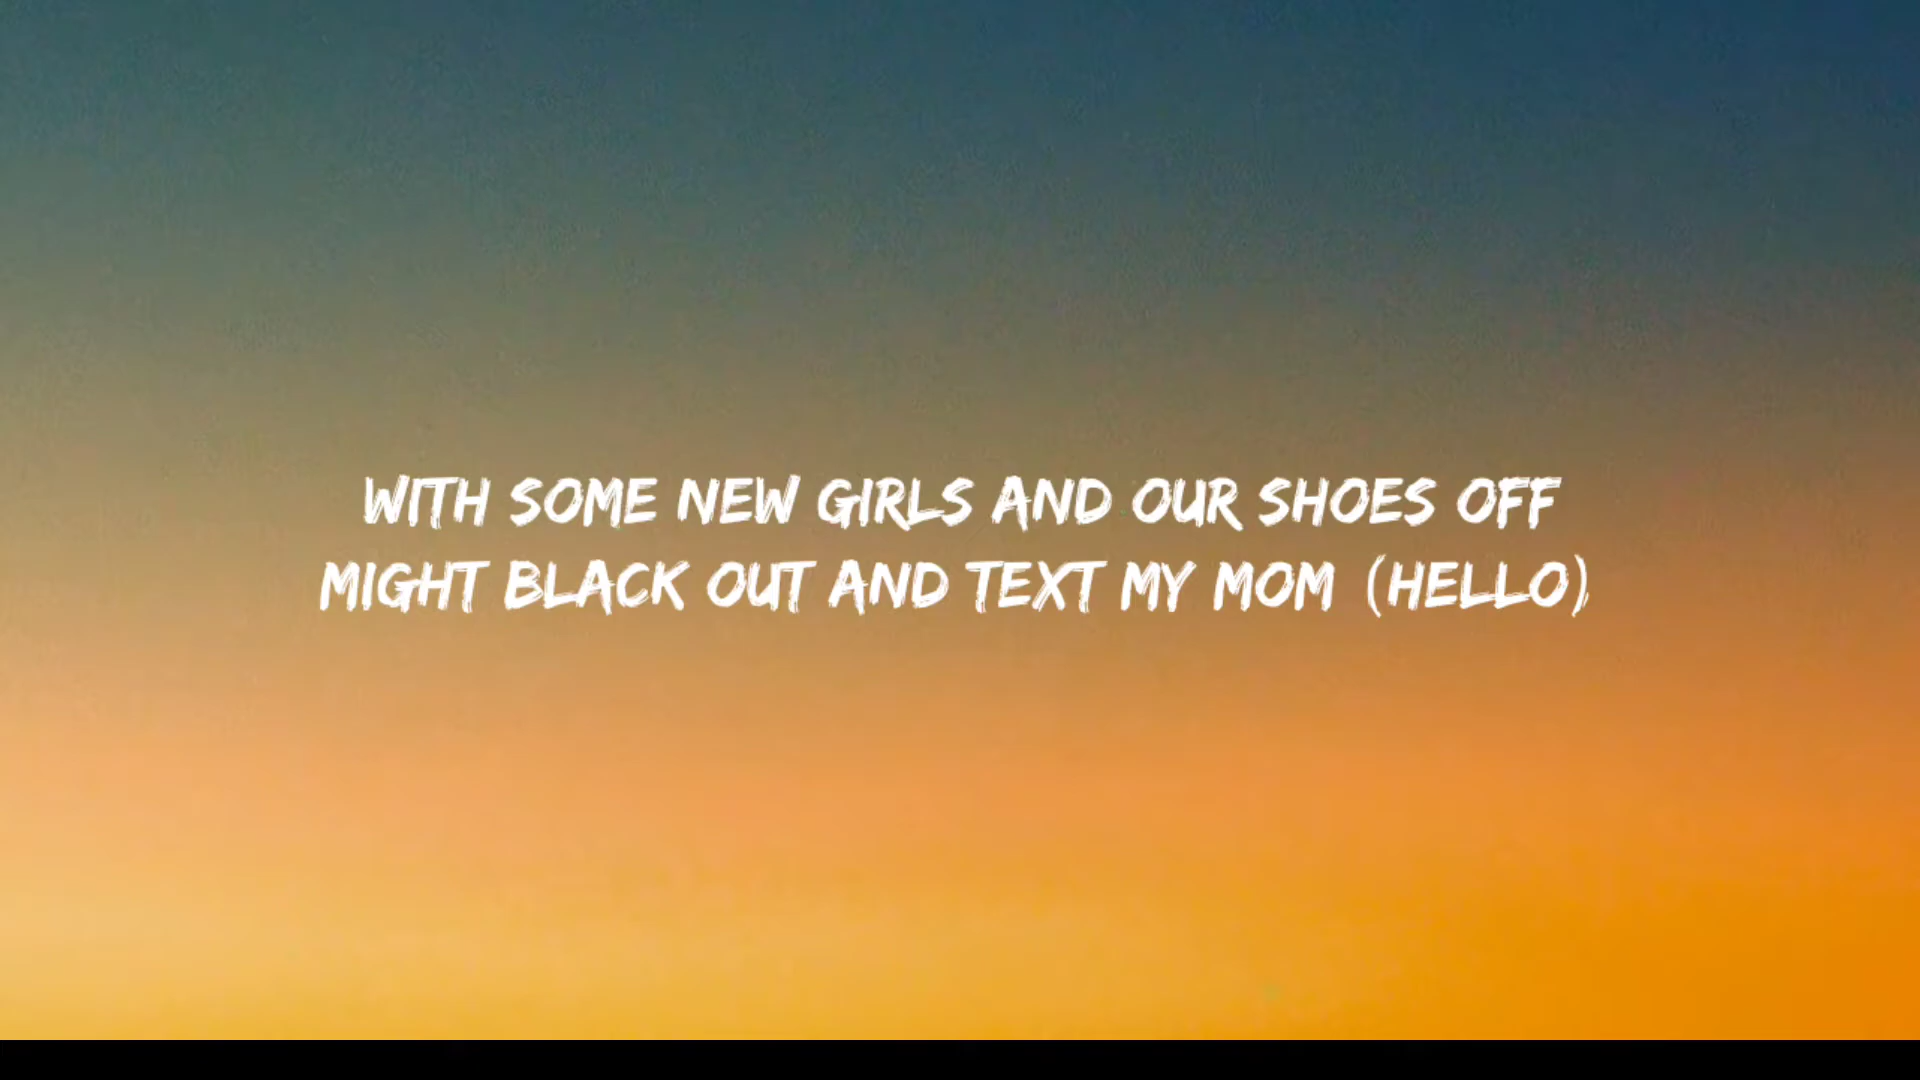 WITH SOME NEW GIRLS AND OUR SHOES OFF
MIGHT BLACK OUT AND TEXT MY MOM (HELLO)